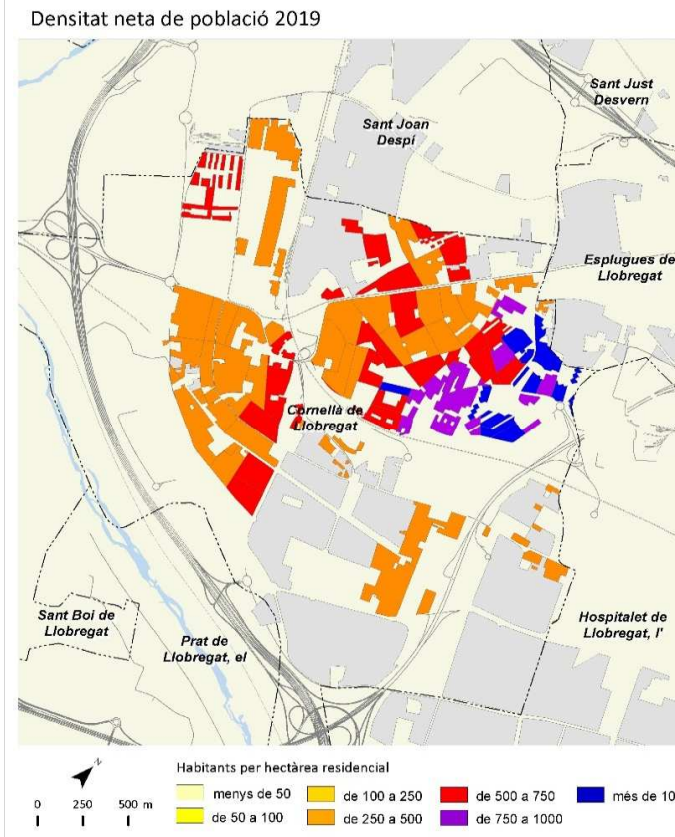 Densitat neta de població 2019
Sant Just
Desvern
Sant Joan
Despí
Esplugues de
Llobregat
Cornellà de
Llobregat
Sant Boi de
Llobregat
Prat de
Llobregat, el
Hospitalet de
Llobregat, l'
N
0 250 500 m
Habitants per hectàrea residencial
menys de 50
de 100 a 250
de 500 a 750
més de 10
de 50 a 100
de 250 a 500
de 750 a 1000